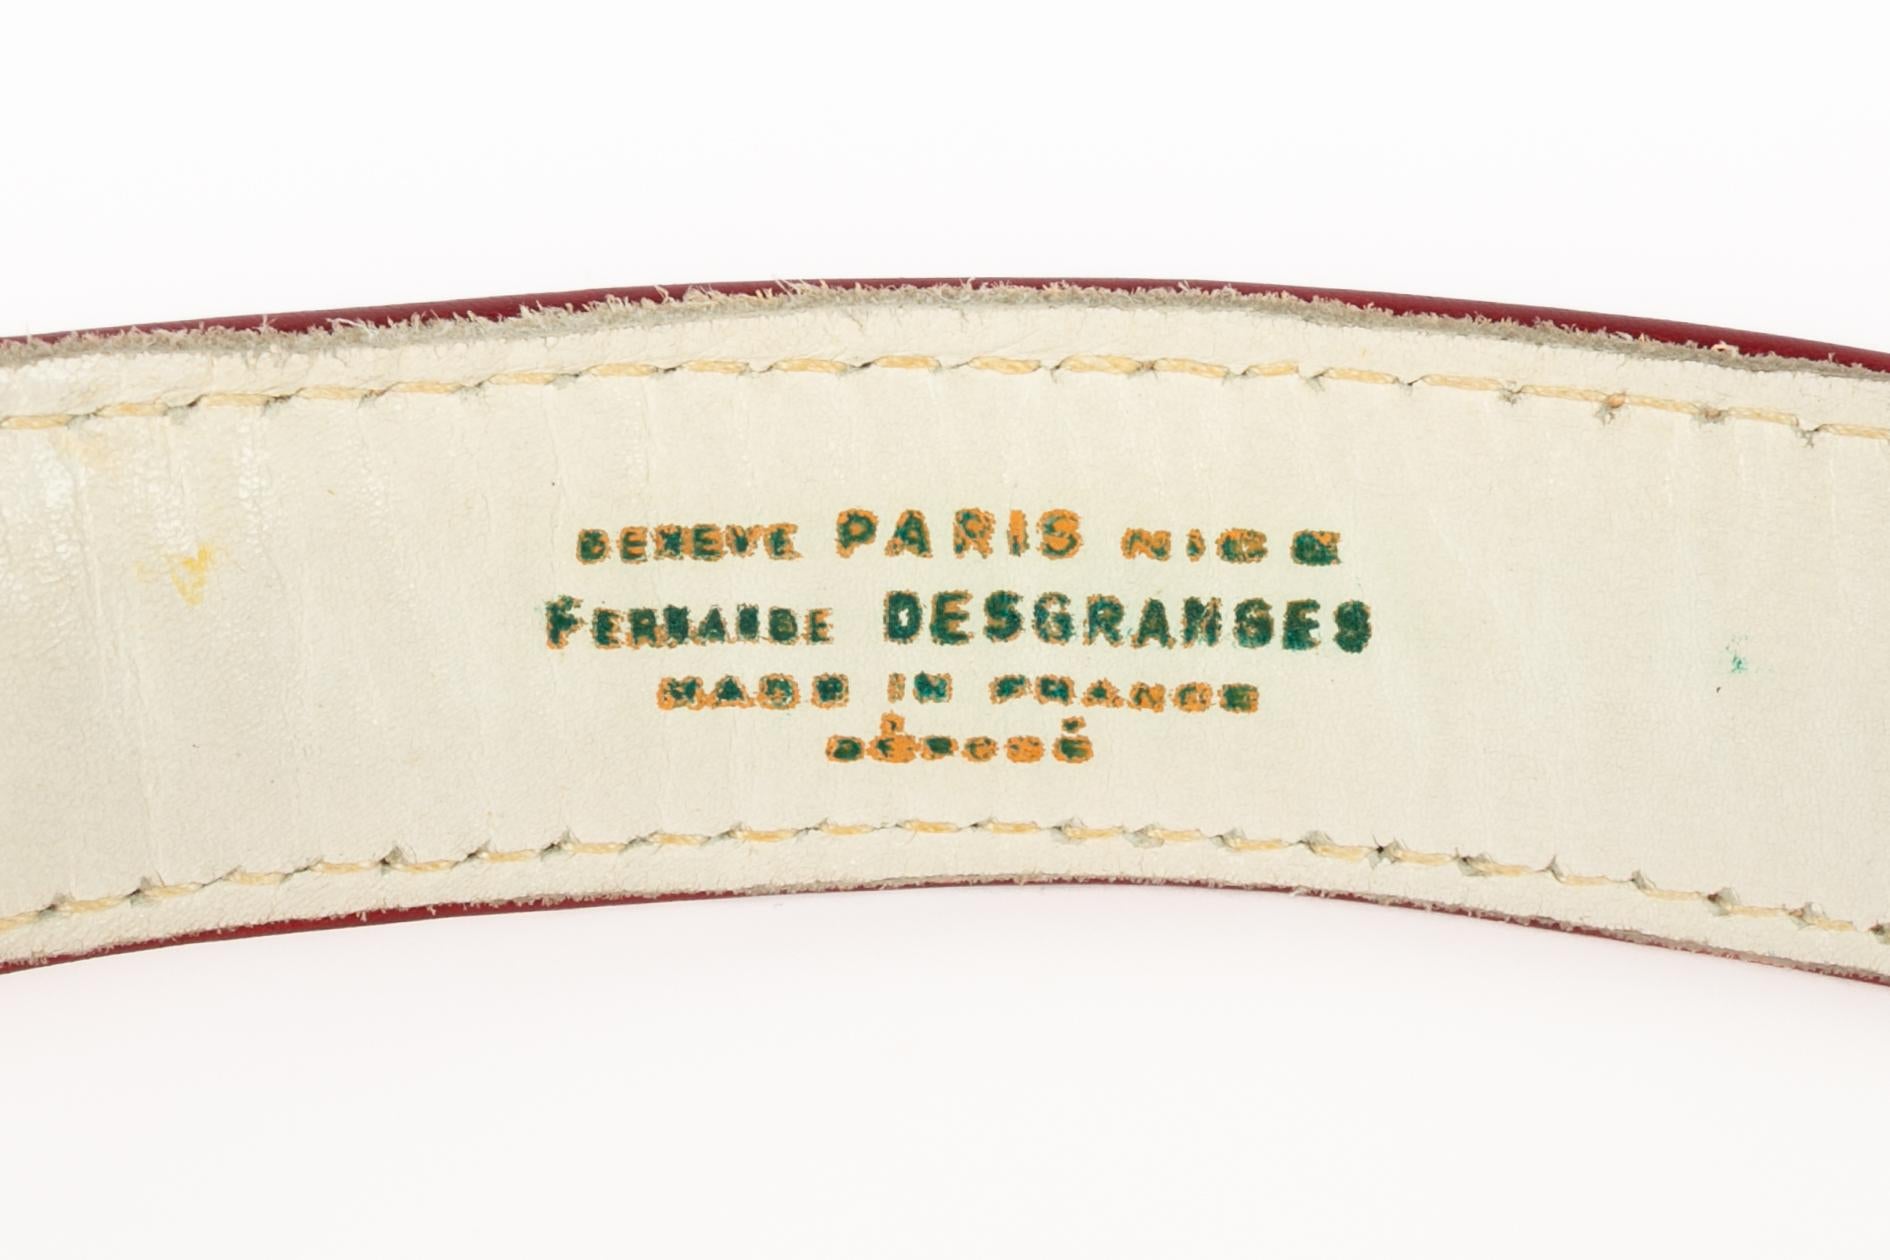 GENEVE PARIS NICE
FERNANDE DESGRANGES
MADE IN FRANCE
DÉPOSÉ